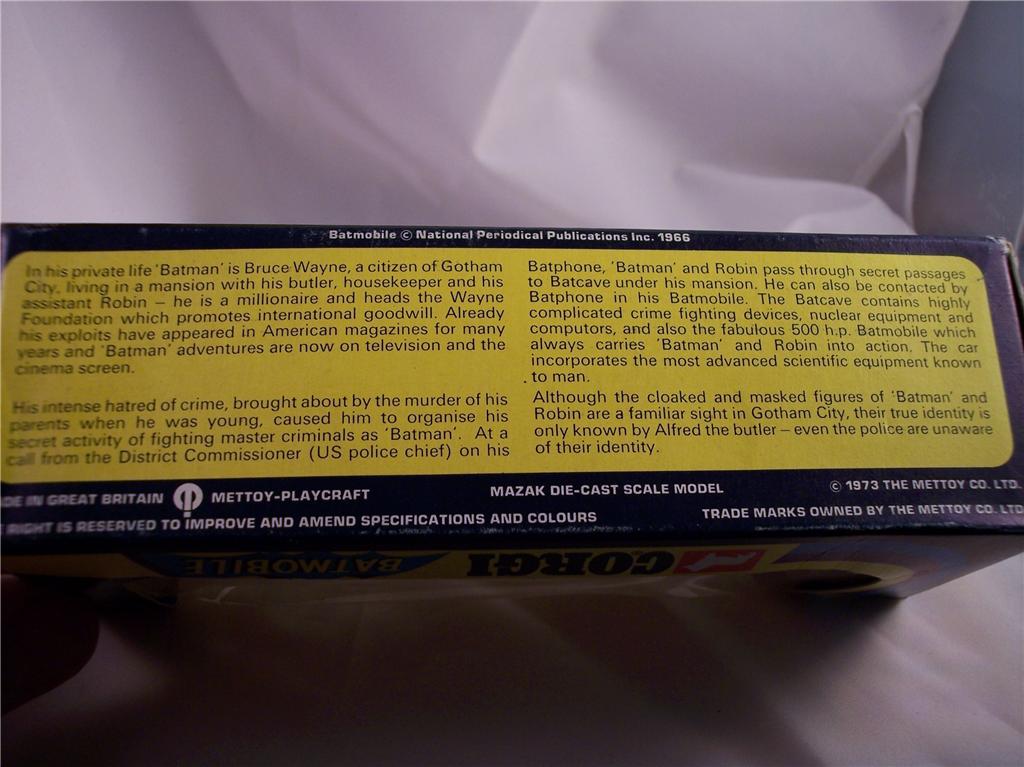 Batmobile © National Periodical Publications Inc. 1966
In his private life 'Batman' is Bruce Wayne, a citizen of Gotham
City, living in a mansion with his butler, housekeeper and his
assistant Robin – he is a millionaire and heads the Wayne
Foundation which promotes international goodwill. Already
his exploits have appeared in American magazines for many
years and 'Batman' adventures are now on television and the
cinema screen.
His intense hatred of crime, brought about by the murder of his
parents when he was young, caused him to organise his
secret activity of fighting master criminals as 'Batman'. At a
call from the District Commissioner (US police chief) on his
Batphone, 'Batman' and Robin pass through secret passages
to Batcave under his mansion. He can also be contacted by
Batphone in his Batmobile. The Batcave contains highly
complicated crime fighting devices, nuclear equipment and
computors, and also the fabulous 500 h.p. Batmobile which
always carries 'Batman' and Robin into action. The car
incorporates the most advanced scientific equipment known
to man.
Although the cloaked and masked figures of 'Batman' and
Robin are a familiar sight in Gotham City, their true identity is
only known by Alfred the butler – even the police are unaware
of their identity.
DE IN GREAT BRITAIN METTOY-PLAYCRAFT MAZAK DIE-CAST SCALE MODEL © 1973 THE METTOY CO. LTD.
RIGHT IS RESERVED TO IMPROVE AND AMEND SPECIFICATIONS AND COLOURS TRADE MARKS OWNED BY THE METTOY CO. LTD
CORGI BATMOBILE